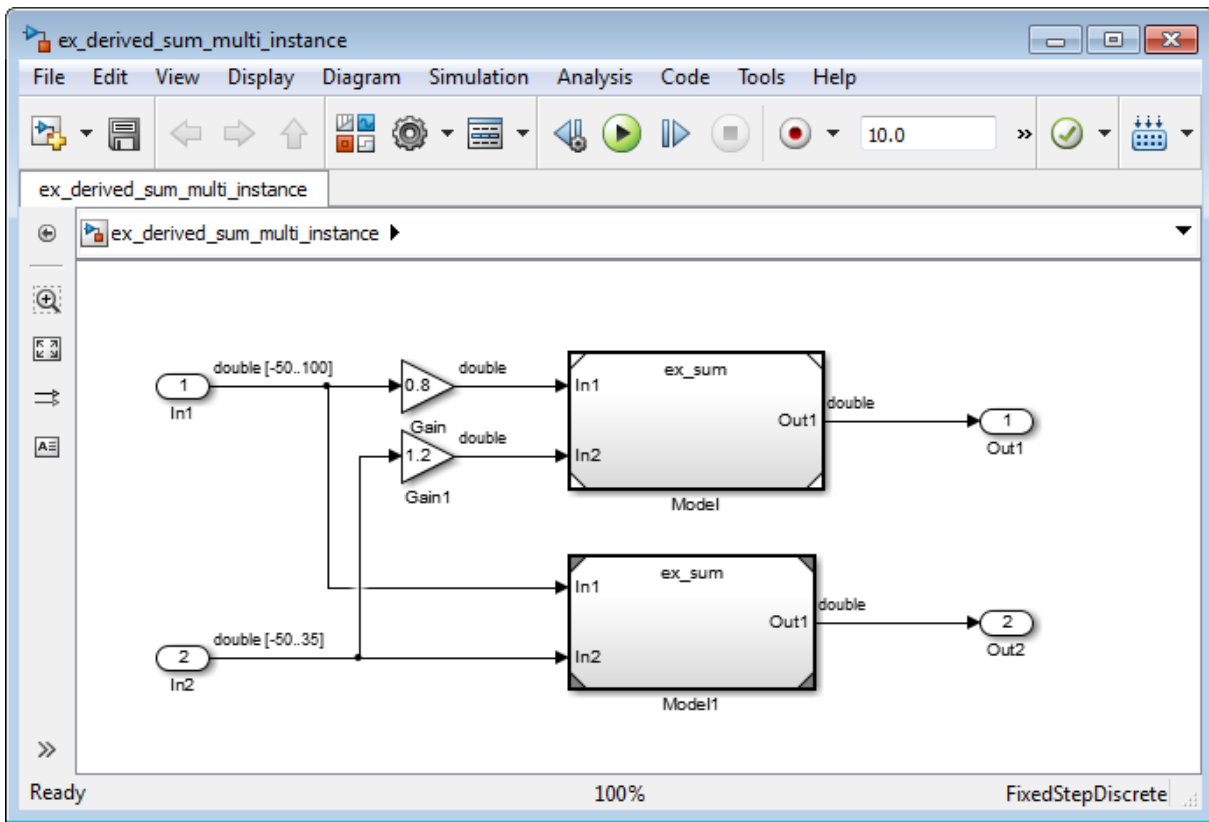 ex_derived_sum_multi_instance
File Edit View Display Diagram Simulation Analysis Code Tools Help
10.0 »
ex_derived_sum_multi_instance
ex_derived_sum_multi_instance
double [-50..100]
1
In1
0.8
Gain
double
1.2
Gain1
double
ex_sum
In1
In2
Out1
Model
double
1
Out1
double [-50..35]
2
In2
ex_sum
In1
In2
Out1
Model1
double
2
Out2
Ready 100% FixedStepDiscrete